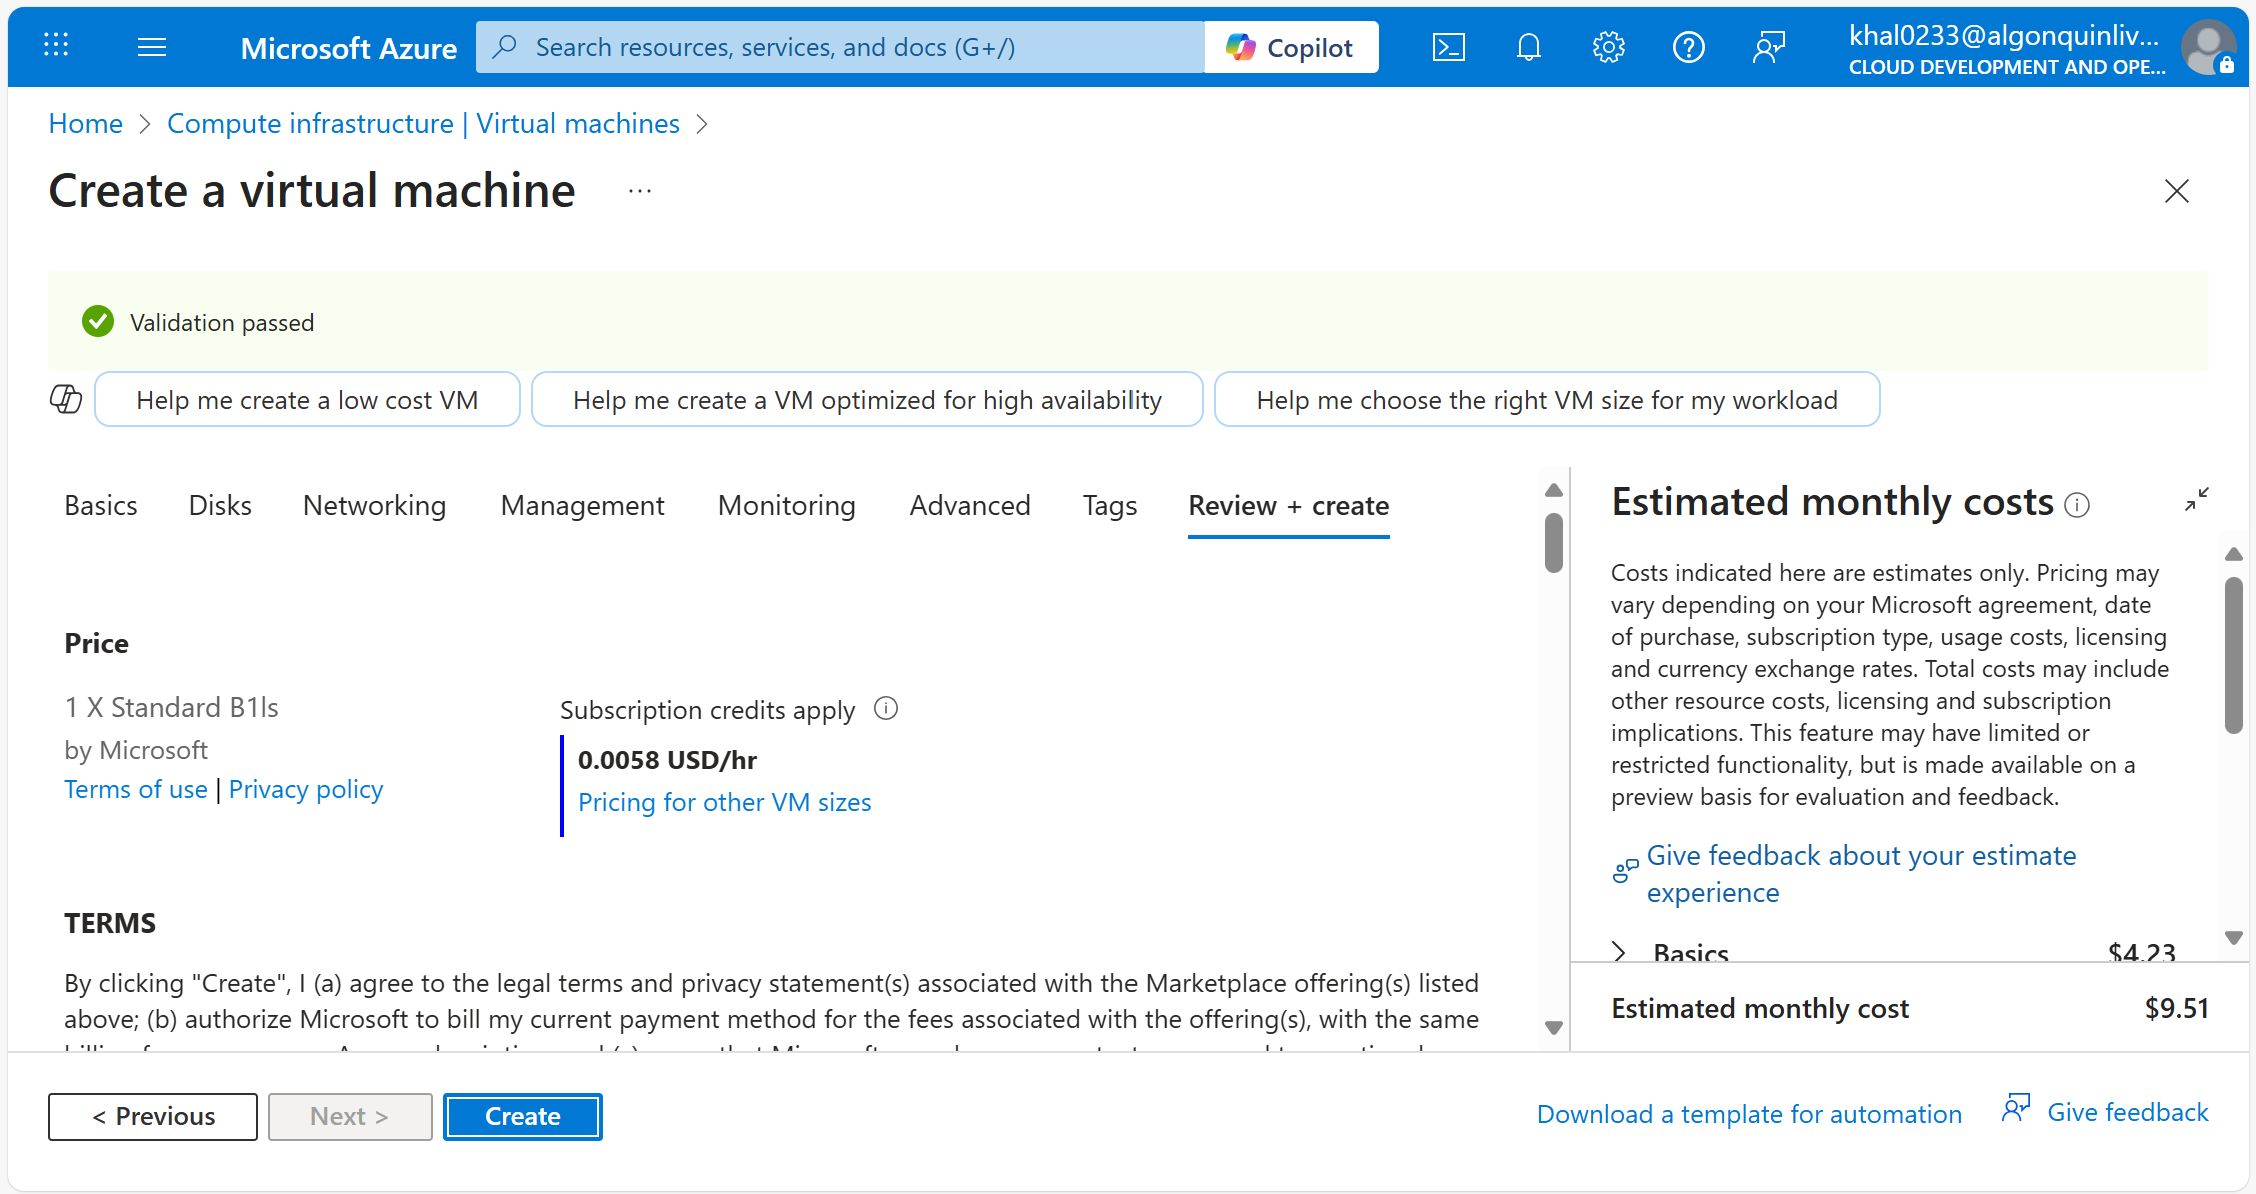 Microsoft Azure
Search resources, services, and docs (G+/)
Copilot
khal0233@algonquinliv...
CLOUD DEVELOPMENT AND OPE...
Home > Compute infrastructure | Virtual machines >
Create a virtual machine ...
Validation passed
Help me create a low cost VM
Help me create a VM optimized for high availability
Help me choose the right VM size for my workload
Basics
Disks
Networking
Management
Monitoring
Advanced
Tags
Review + create
Price
1 X Standard B1ls
by Microsoft
Terms of use | Privacy policy
Subscription credits apply
0.0058 USD/hr
Pricing for other VM sizes
TERMS
By clicking "Create", I (a) agree to the legal terms and privacy statement(s) associated with the Marketplace offering(s) listed
above; (b) authorize Microsoft to bill my current payment method for the fees associated with the offering(s), with the same
Estimated monthly costs
Costs indicated here are estimates only. Pricing may
vary depending on your Microsoft agreement, date
of purchase, subscription type, usage costs, licensing
and currency exchange rates. Total costs may include
other resource costs, licensing and subscription
implications. This feature may have limited or
restricted functionality, but is made available on a
preview basis for evaluation and feedback.
Give feedback about your estimate
experience
Basics $4.23
Estimated monthly cost $9.51
< Previous
Next >
Create
Download a template for automation
Give feedback